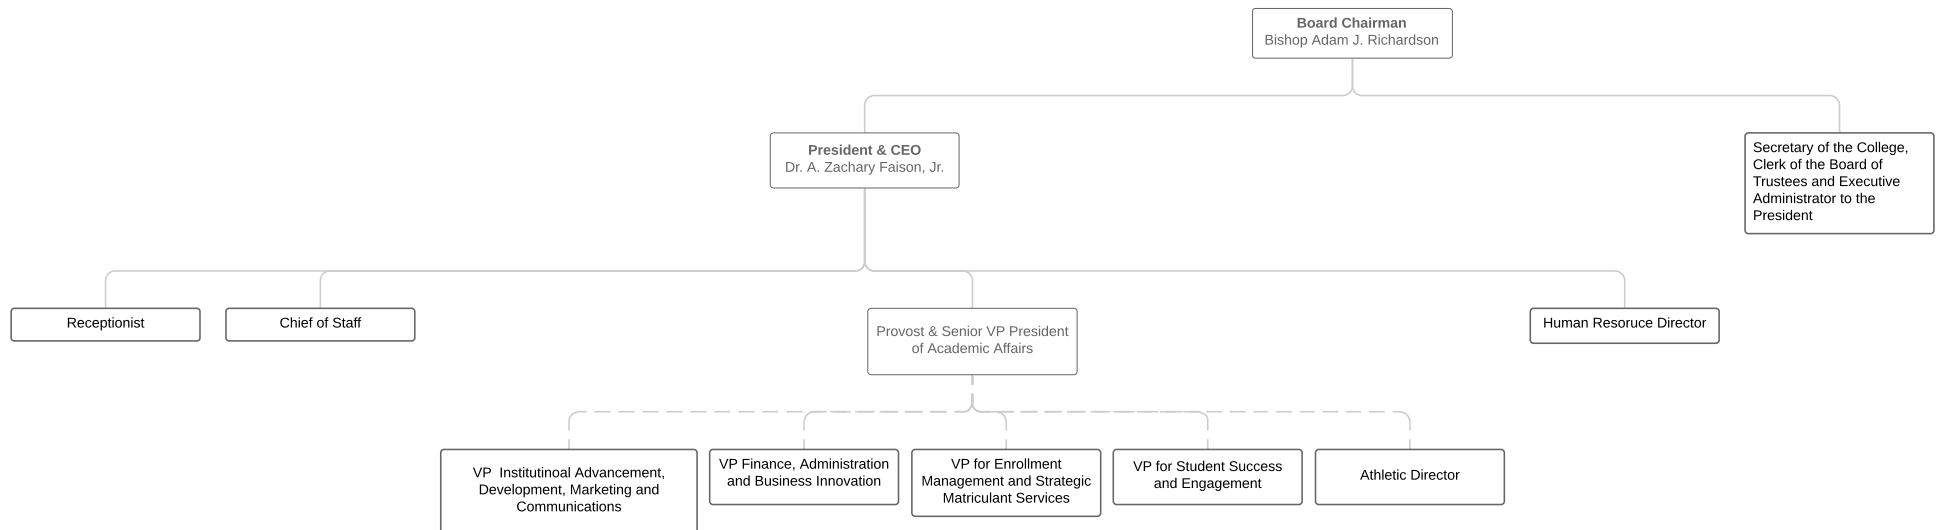 Board Chairman
Bishop Adam J. Richardson
President & CEO
Dr. A. Zachary Faison, Jr.
Secretary of the College,
Clerk of the Board of
Trustees and Executive
Administrator to the
President
Receptionist
Chief of Staff
Provost & Senior VP President
of Academic Affairs
Human Resoruce Director
VP  Institutinoal Advancement,
Development, Marketing and
Communications
VP Finance, Administration
and Business Innovation
VP for Enrollment
Management and Strategic
Matriculant Services
VP for Student Success
and Engagement
Athletic Director